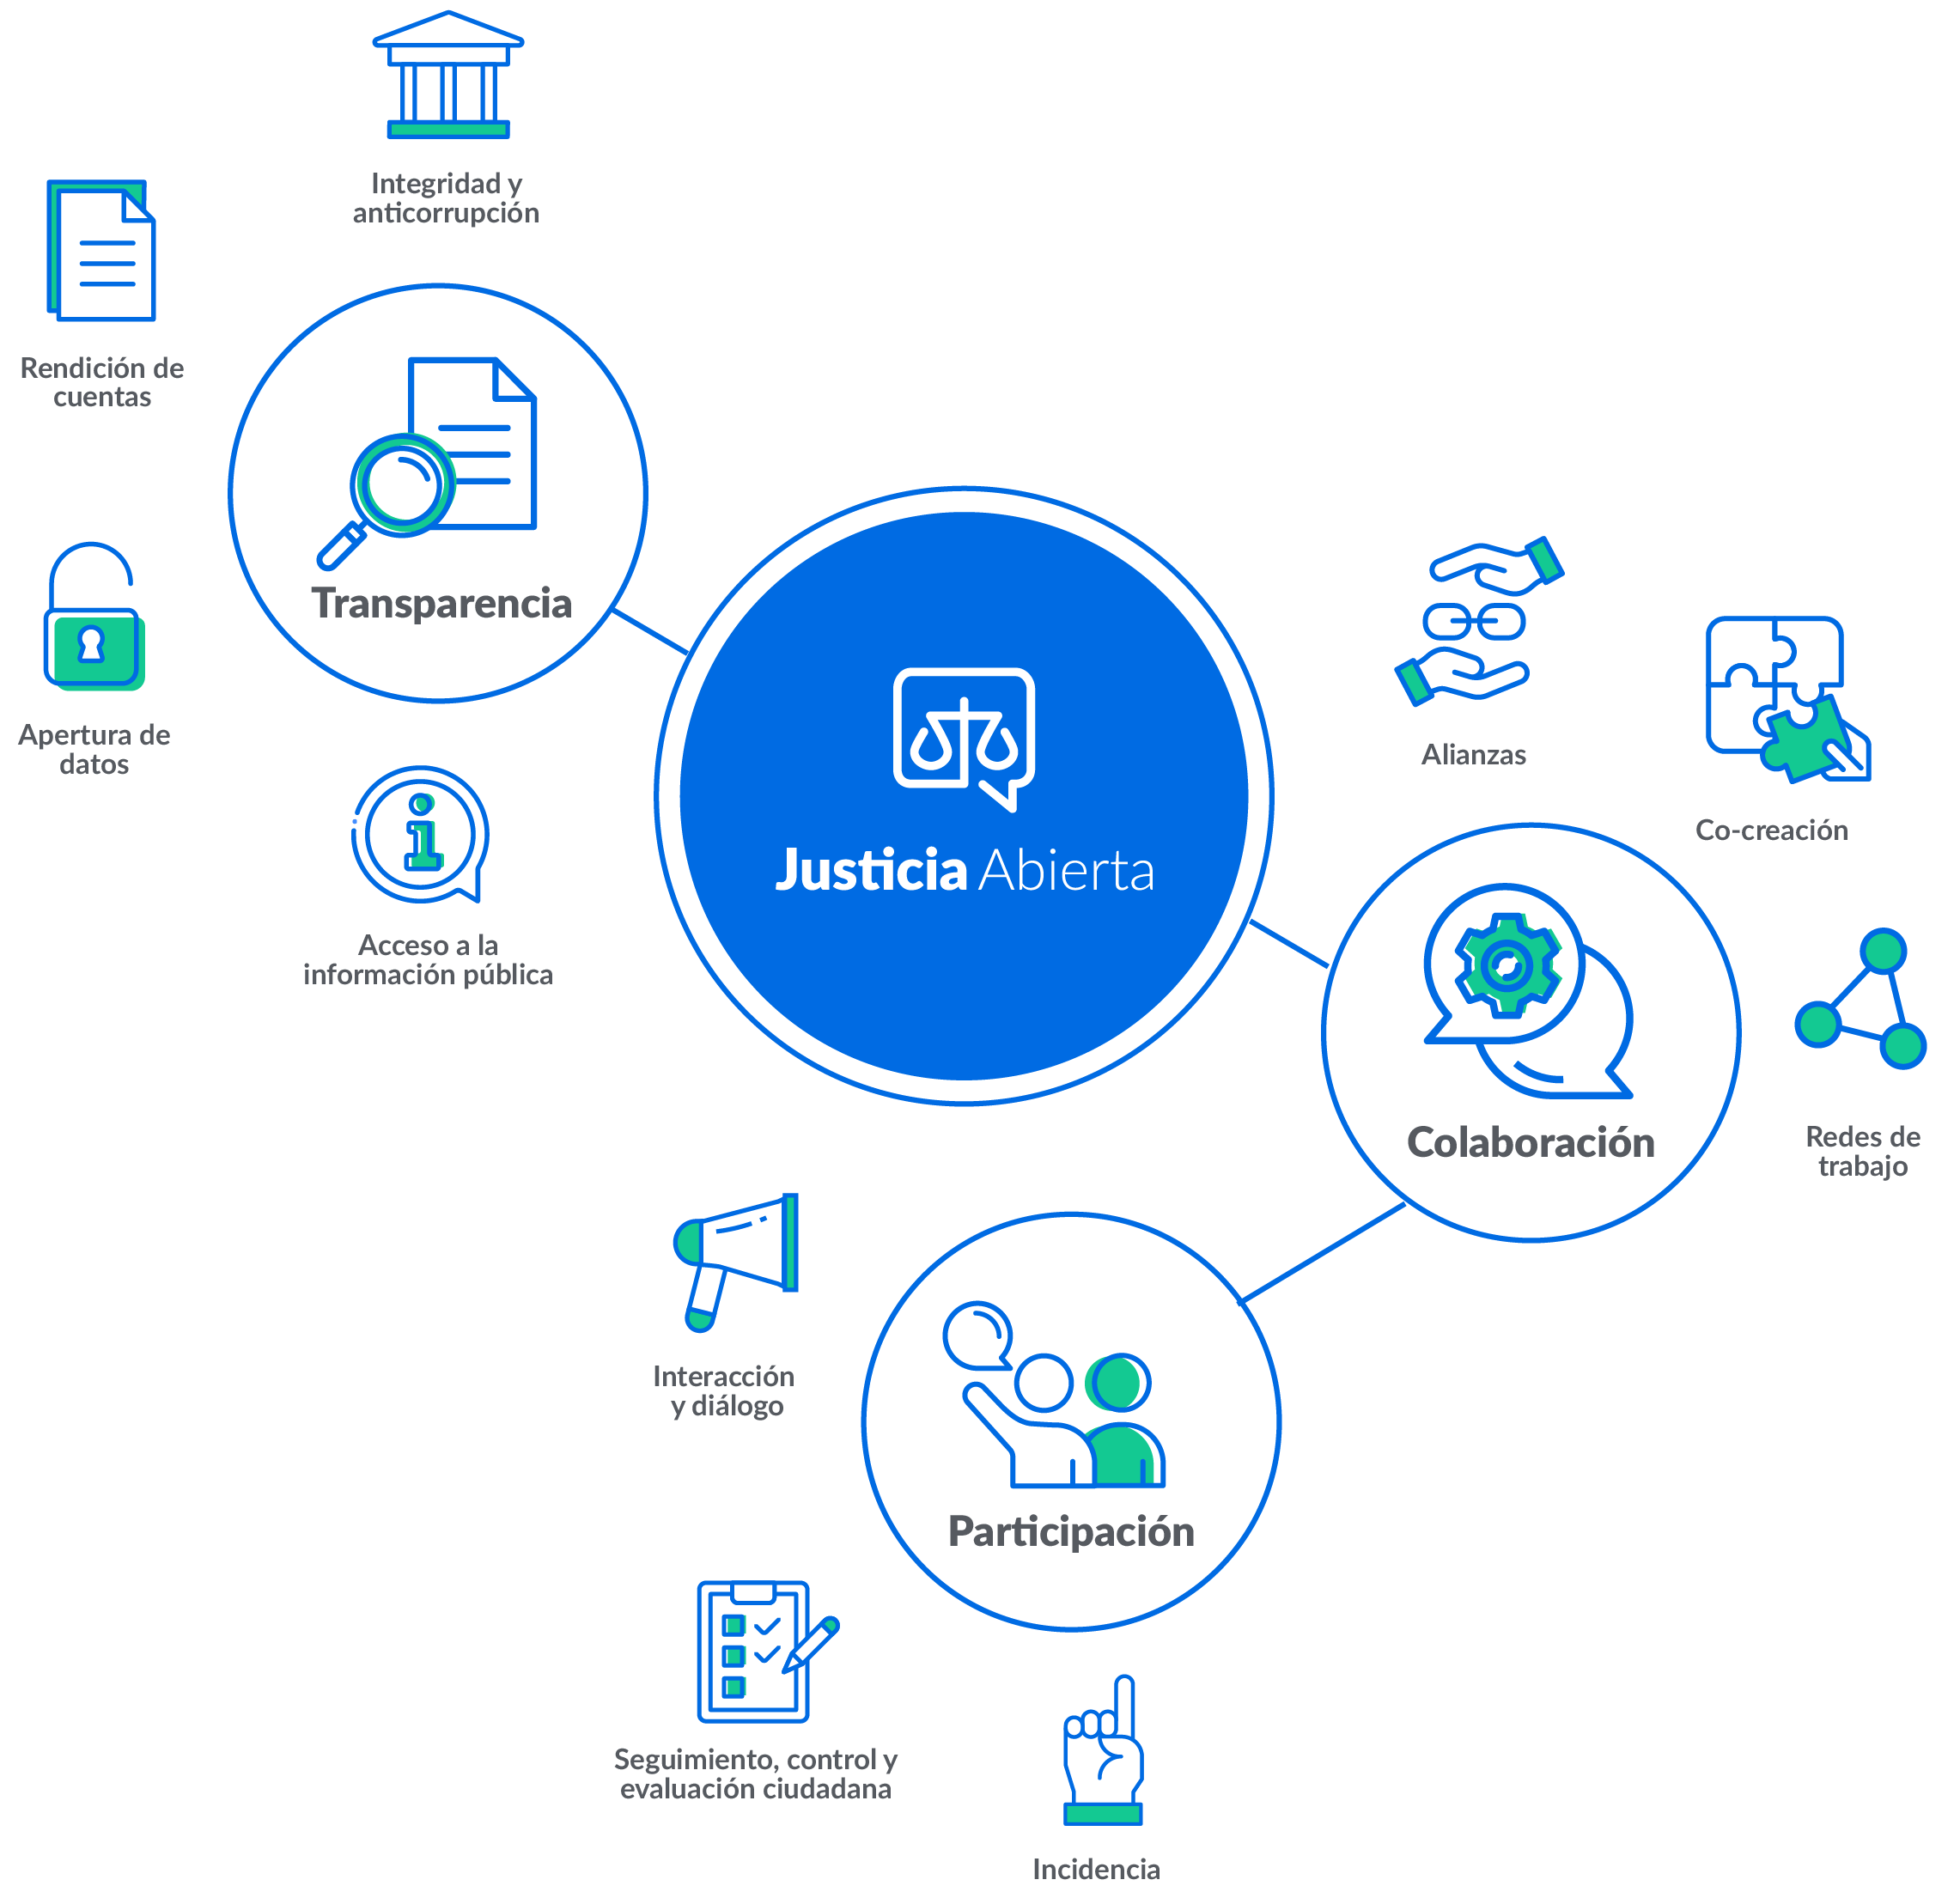 Integridad y
anticorrupción
Rendición de
cuentas
Transparencia
Apertura de
datos
Acceso a la
información pública
Justicia Abierta
Alianzas
Co-creación
Colaboración
Redes de
trabajo
Interacción
y diálogo
Participación
Seguimiento, control y
evaluación ciudadana
Incidencia